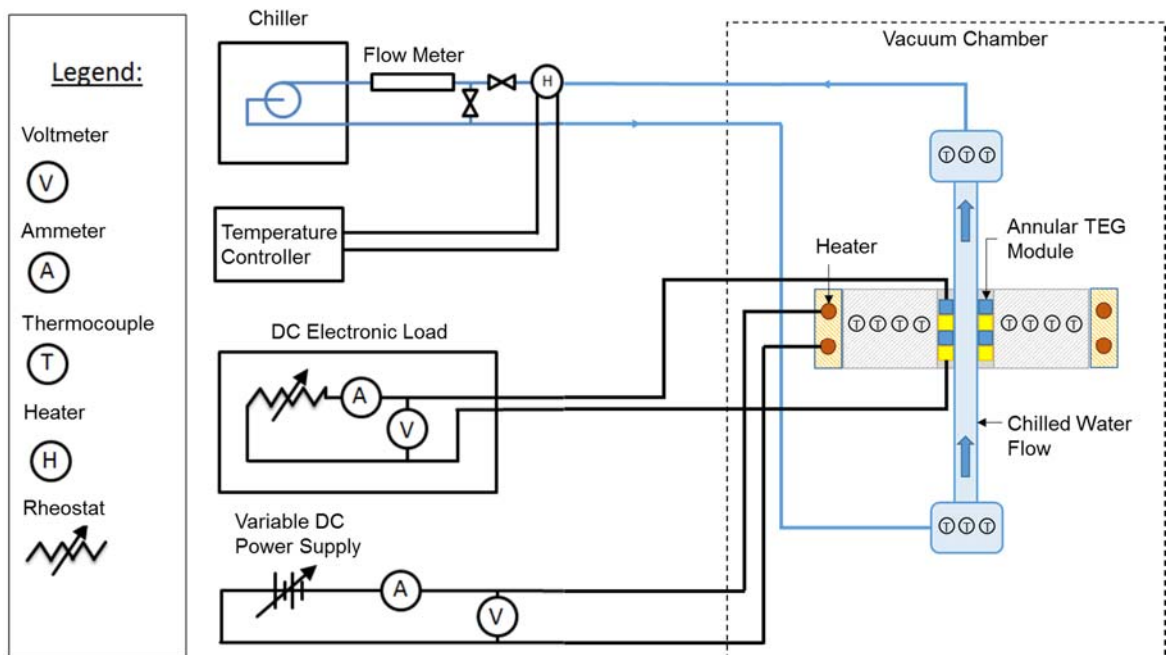 Legend:
Voltmeter
V
Ammeter
A
Thermocouple
T
Heater
H
Rheostat
Chiller
Flow Meter
H
Temperature
Controller
DC Electronic Load
A
V
Variable DC
Power Supply
A
V
Vacuum Chamber
T T T
Annular TEG
Module
Heater
T T T T
T T T T
Chilled Water
Flow
T T T